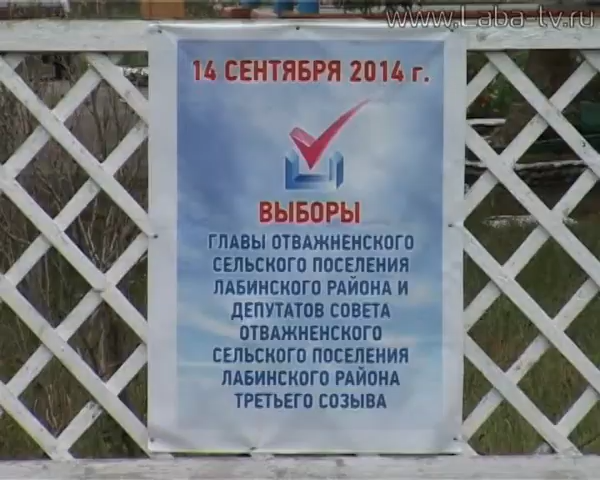 www.Laba-tv.ru
14 СЕНТЯБРЯ 2014 г.
ВЫБОРЫ
ГЛАВЫ ОТВАЖНЕНСКОГО
СЕЛЬСКОГО ПОСЕЛЕНИЯ
ЛАБИНСКОГО РАЙОНА И
ДЕПУТАТОВ СОВЕТА
ОТВАЖНЕНСКОГО
СЕЛЬСКОГО ПОСЕЛЕНИЯ
ЛАБИНСКОГО РАЙОНА
ТРЕТЬЕГО СОЗЫВА